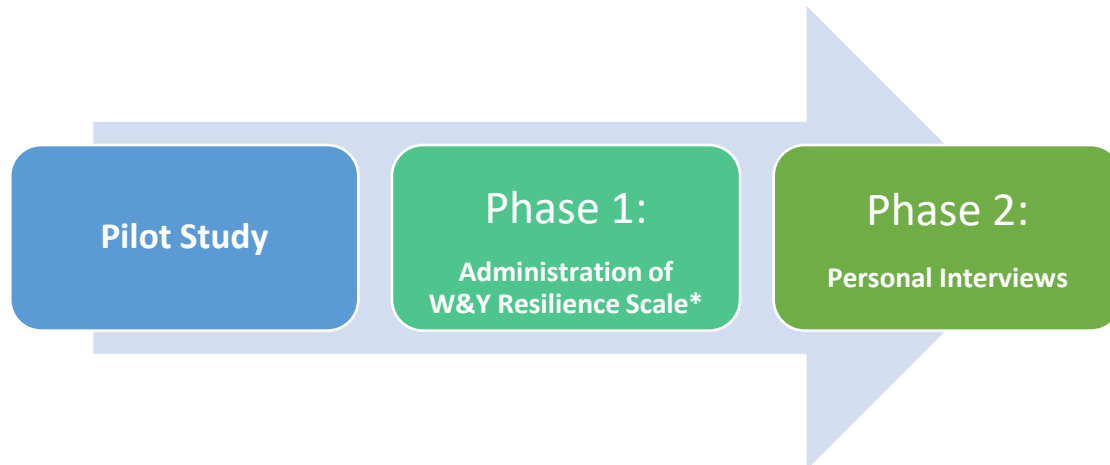 Pilot Study
Phase 1:
Administration of
W&Y Resilience Scale*
Phase 2:
Personal Interviews